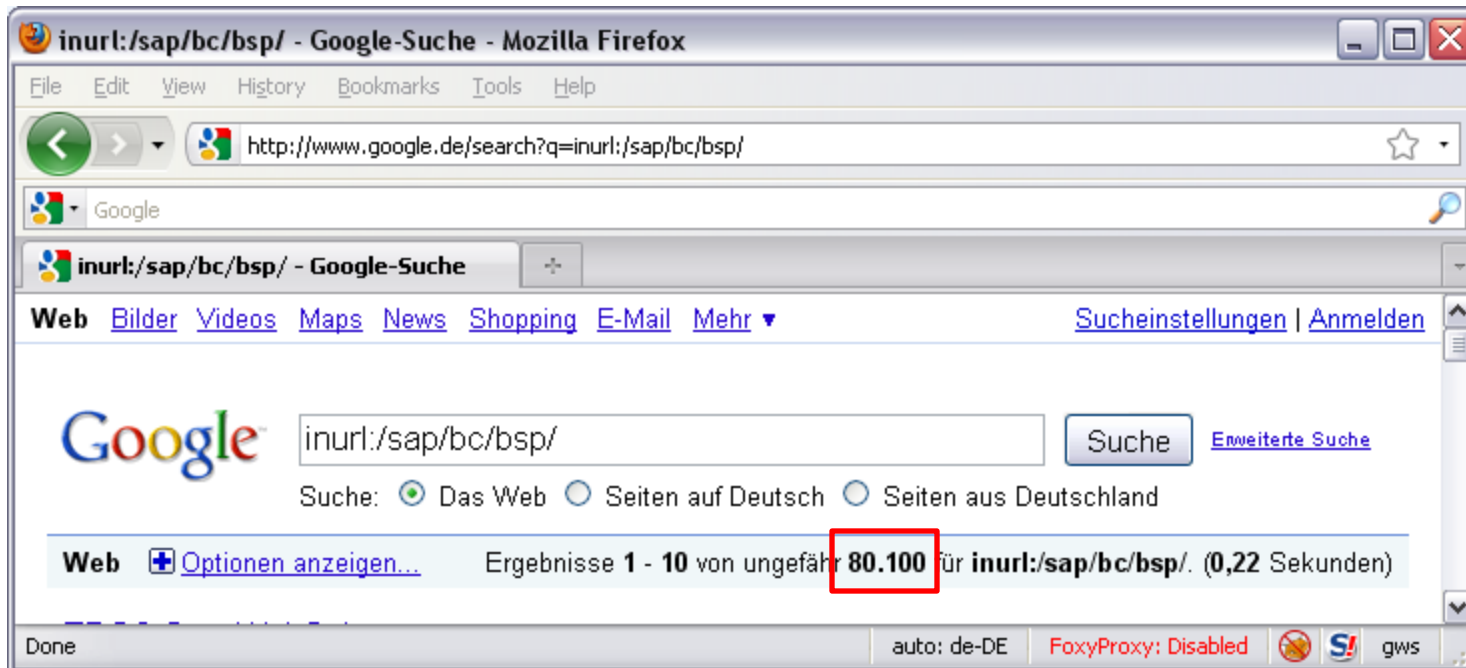 inurl:/sap/bc/bsp/ - Google-Suche - Mozilla Firefox
File Edit View History Bookmarks Tools Help
http://www.google.de/search?q=inurl:/sap/bc/bsp/
Google
inurl:/sap/bc/bsp/ - Google-Suche
Web Bilder Videos Maps News Shopping E-Mail Mehr ▼ Sucheinstellungen | Anmelden
Google inurl:/sap/bc/bsp/ Suche Erweiterte Suche
Suche: Das Web Seiten auf Deutsch Seiten aus Deutschland
Web Optionen anzeigen... Ergebnisse 1 - 10 von ungefähr 80.100 für inurl:/sap/bc/bsp/. (0,22 Sekunden)
Done auto: de-DE FoxyProxy: Disabled S! gws